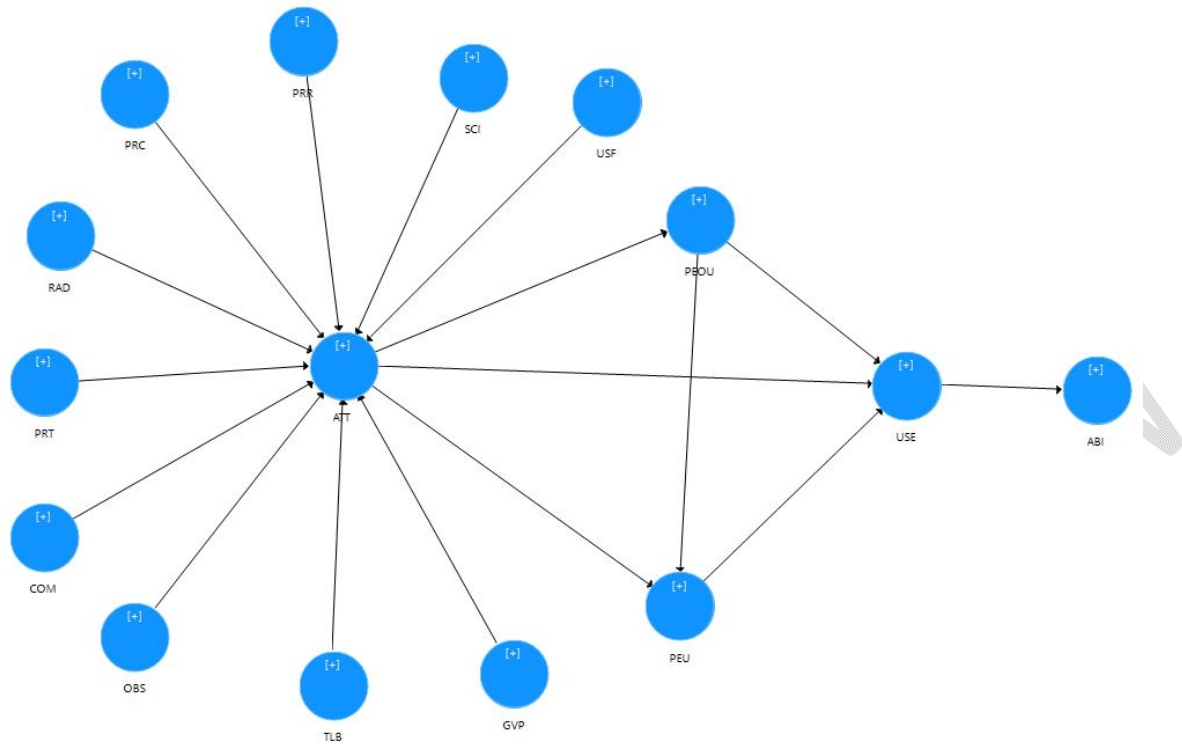 [+]
PRR
[+]
SCI
[+]
PRC
[+]
USF
[+]
RAD
[+]
PEOU
[+]
PRT
[+]
ATT
[+]
USE
[+]
ABI
[+]
COM
[+]
OBS
[+]
TLB
[+]
GVP
[+]
PEU